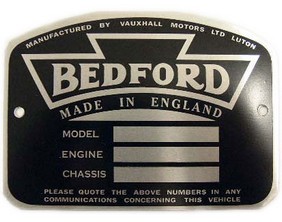 MANUFACTURED BY VAUXHALL MOTORS LTD LUTON
BEDFORD
MADE IN ENGLAND
MODEL
ENGINE
CHASSIS
PLEASE QUOTE THE ABOVE NUMBERS IN ANY
COMMUNICATIONS CONCERNING THIS VEHICLE